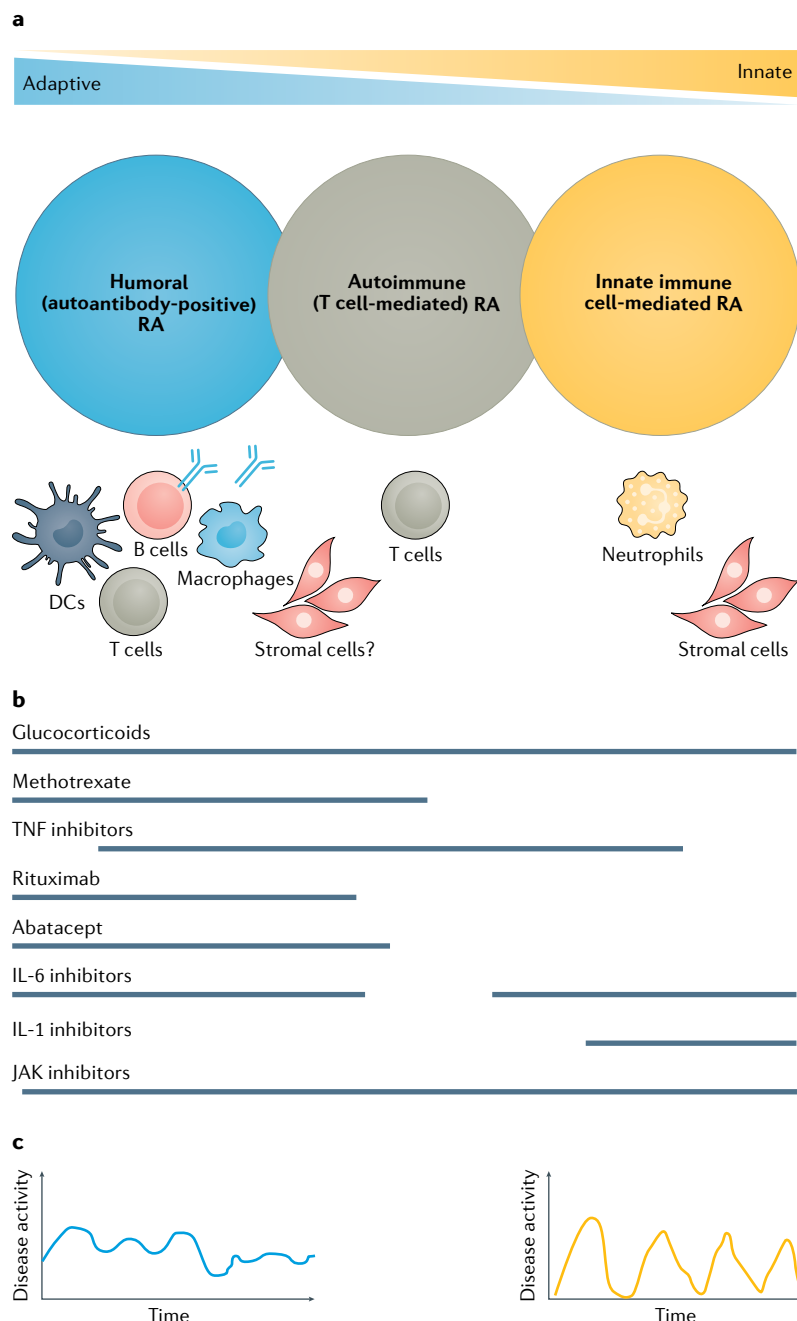 a
Adaptive
Innate
Humoral
(autoantibody-positive)
RA
Autoimmune
(T cell-mediated) RA
Innate immune
cell-mediated RA
DCs
B cells
T cells
Macrophages
Stromal cells?
T cells
Neutrophils
Stromal cells
b
Glucocorticoids
Methotrexate
TNF inhibitors
Rituximab
Abatacept
IL-6 inhibitors
IL-1 inhibitors
JAK inhibitors
c
Disease activity
Time
Disease activity
Time